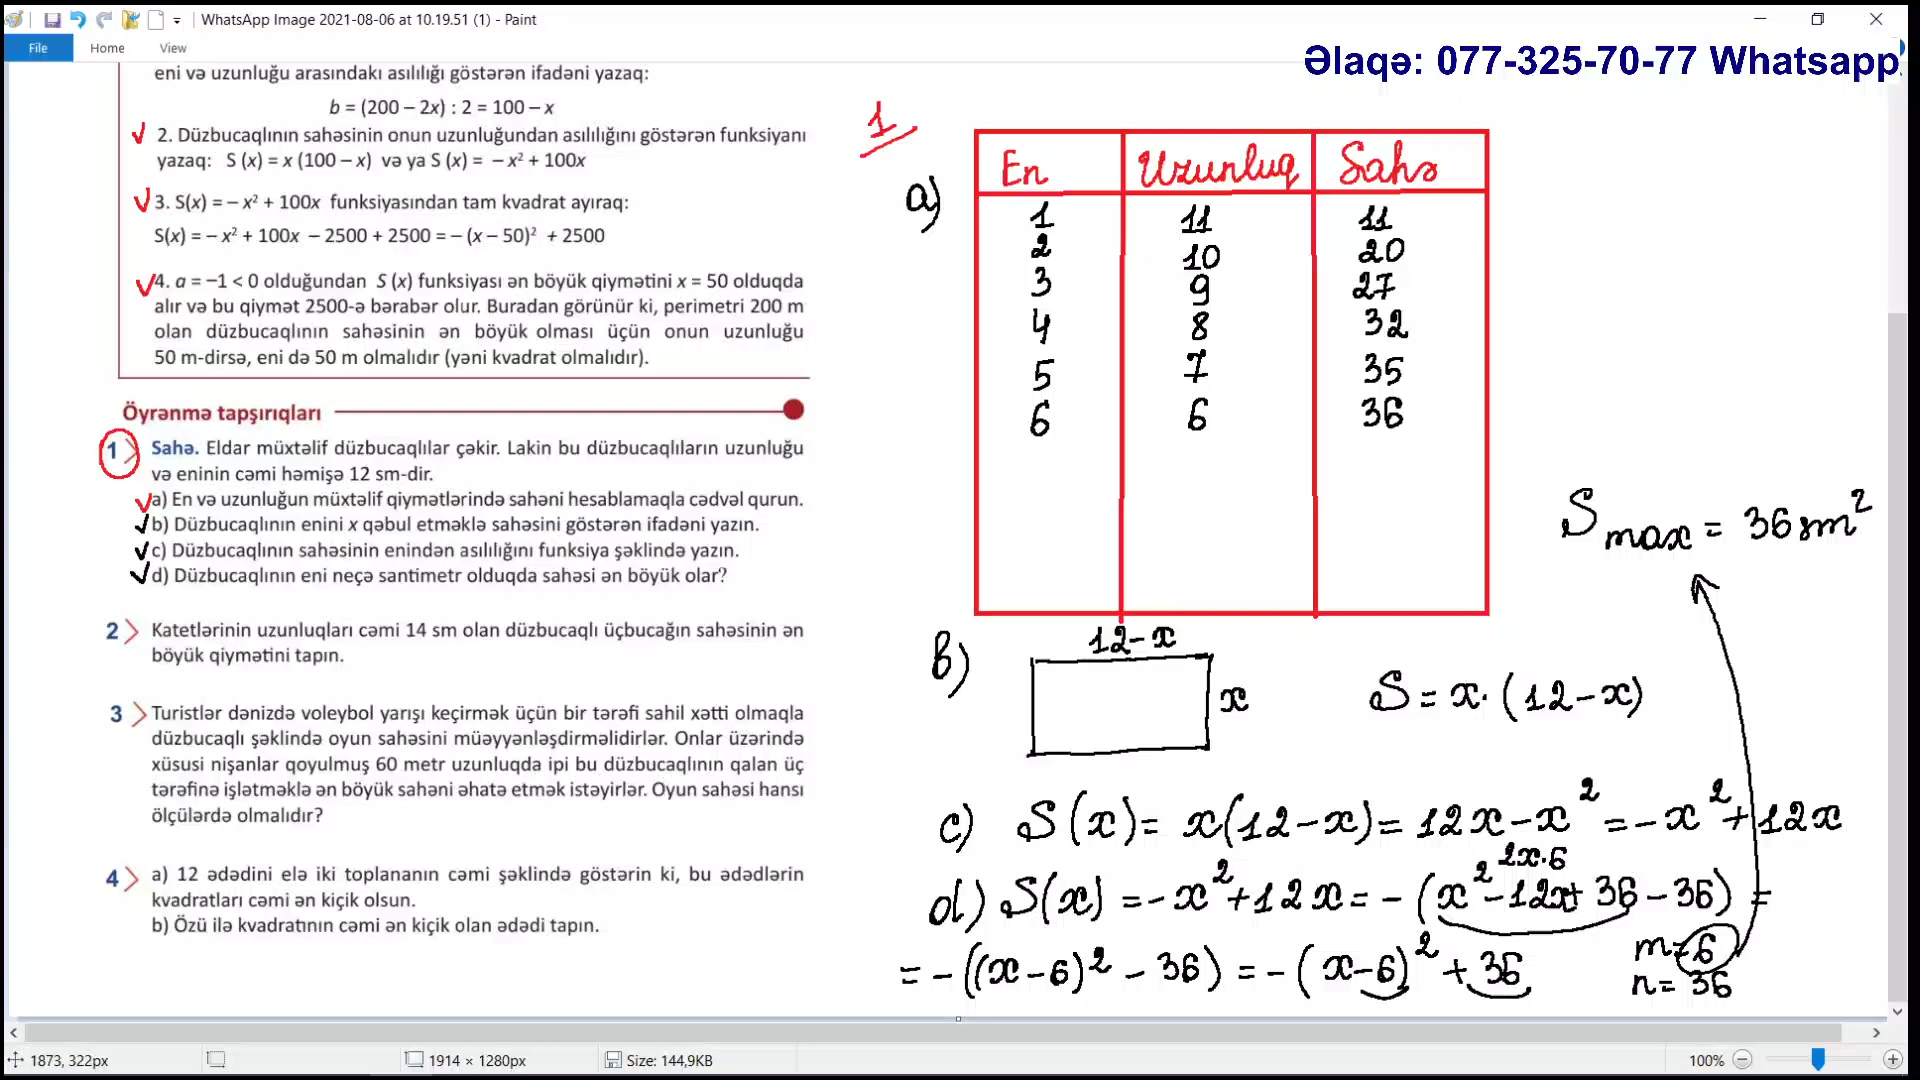 WhatsApp Image 2021-08-06 at 10.19.51 (1) - Paint
File Home View
Əlaqə: 077-325-70-77 Whatsapp
eni və uzunluğu arasındakı asılılığı göstərən ifadəni yazaq:
b = (200 – 2x) : 2 = 100 – x
2. Düzbucaqlının sahəsinin onun uzunluğundan asılılığını göstərən funksiyanı
yazaq: S (x) = x (100 – x) və ya S (x) = – x² + 100x
3. S(x) = – x² + 100x funksiyasından tam kvadrat ayıraq:
S(x) = – x² + 100x – 2500 + 2500 = – (x – 50)² + 2500
4. a = –1 < 0 olduğundan S (x) funksiyası ən böyük qiymətini x = 50 olduqda
alır və bu qiymət 2500-ə bərabər olur. Buradan görünür ki, perimetri 200 m
olan düzbucaqlının sahəsinin ən böyük olması üçün onun uzunluğu
50 m-dirsə, eni də 50 m olmalıdır (yəni kvadrat olmalıdır).
Öyrənmə tapşırıqları
1 Sahə. Eldar müxtəlif düzbucaqlılar çəkir. Lakin bu düzbucaqlıların uzunluğu
və eninin cəmi həmişə 12 sm-dir.
a) En və uzunluğun müxtəlif qiymətlərində sahəni hesablamaqla cədvəl qurun.
b) Düzbucaqlının enini x qəbul etməklə sahəsini göstərən ifadəni yazın.
c) Düzbucaqlının sahəsinin enindən asılılığını funksiya şəklində yazın.
d) Düzbucaqlının eni neçə santimetr olduqda sahəsi ən böyük olar?
2 Katetlərinin uzunluqları cəmi 14 sm olan düzbucaqlı üçbucağın sahəsinin ən
böyük qiymətini tapın.
3 Turistlər dənizdə voleybol yarışı keçirmək üçün bir tərəfi sahil xətti olmaqla
düzbucaqlı şəklində oyun sahəsini müəyyənləşdirməlidirlər. Onlar üzərində
xüsusi nişanlar qoyulmuş 60 metr uzunluqda ipi bu düzbucaqlının qalan üç
tərəfinə işlətməklə ən böyük sahəni əhatə etmək istəyirlər. Oyun sahəsi hansı
ölçülərdə olmalıdır?
4 a) 12 ədədini elə iki toplananın cəmi şəklində göstərin ki, bu ədədlərin
kvadratları cəmi ən kiçik olsun.
b) Özü ilə kvadratının cəmi ən kiçik olan ədədi tapın.
1
a)
En Uzunluq Sahə
1 11 11
2 10 20
3 9 27
4 8 32
5 7 35
6 6 36
S max = 36 sm²
b)
12 - x
x
S = x · (12 - x)
c) S(x) = x(12 - x) = 12x - x² = -x² + 12x
2x·6
d) S(x) = -x² + 12x = -(x² - 12x + 36 - 36) =
= -((x - 6)² - 36) = -(x - 6)² + 36
m = 6
n = 36
1873, 322px 1914 × 1280px Size: 144,9KB 100%